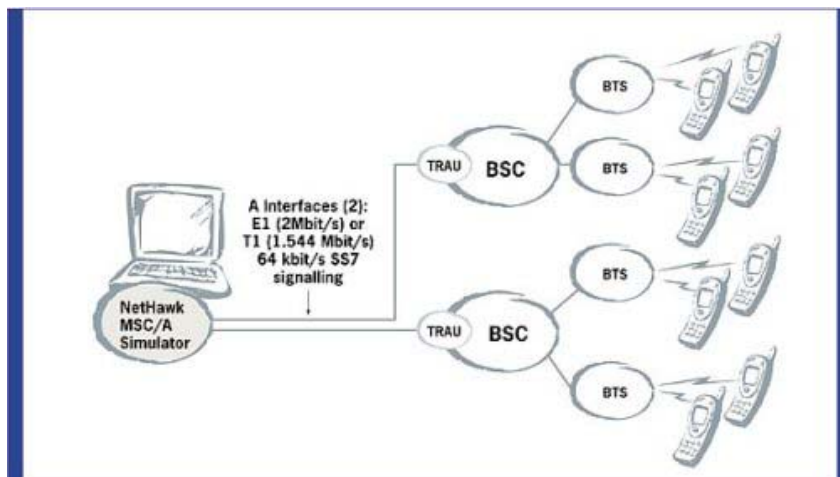 BTS
TRAU
BSC
BTS
A Interfaces (2):
E1 (2Mbit/s) or
T1 (1.544 Mbit/s)
64 kbit/s SS7
signalling
NetHawk
MSC/A
Simulator
BTS
TRAU
BSC
BTS